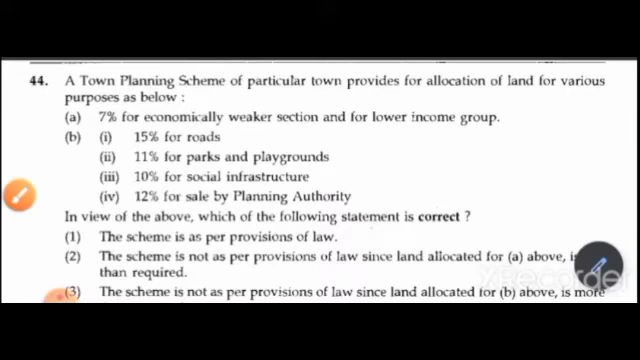 44. A Town Planning Scheme of particular town provides for allocation of land for various
purposes as below :
(a) 7% for economically weaker section and for lower income group.
(b) (i) 15% for roads
(ii) 11% for parks and playgrounds
(iii) 10% for social infrastructure
(iv) 12% for sale by Planning Authority
In view of the above, which of the following statement is correct ?
(1) The scheme is as per provisions of law.
(2) The scheme is not as per provisions of law since land allocated for (a) above,
than required.
(3) The scheme is not as per provisions of law since land allocated for (b) above, is more
XRecorder